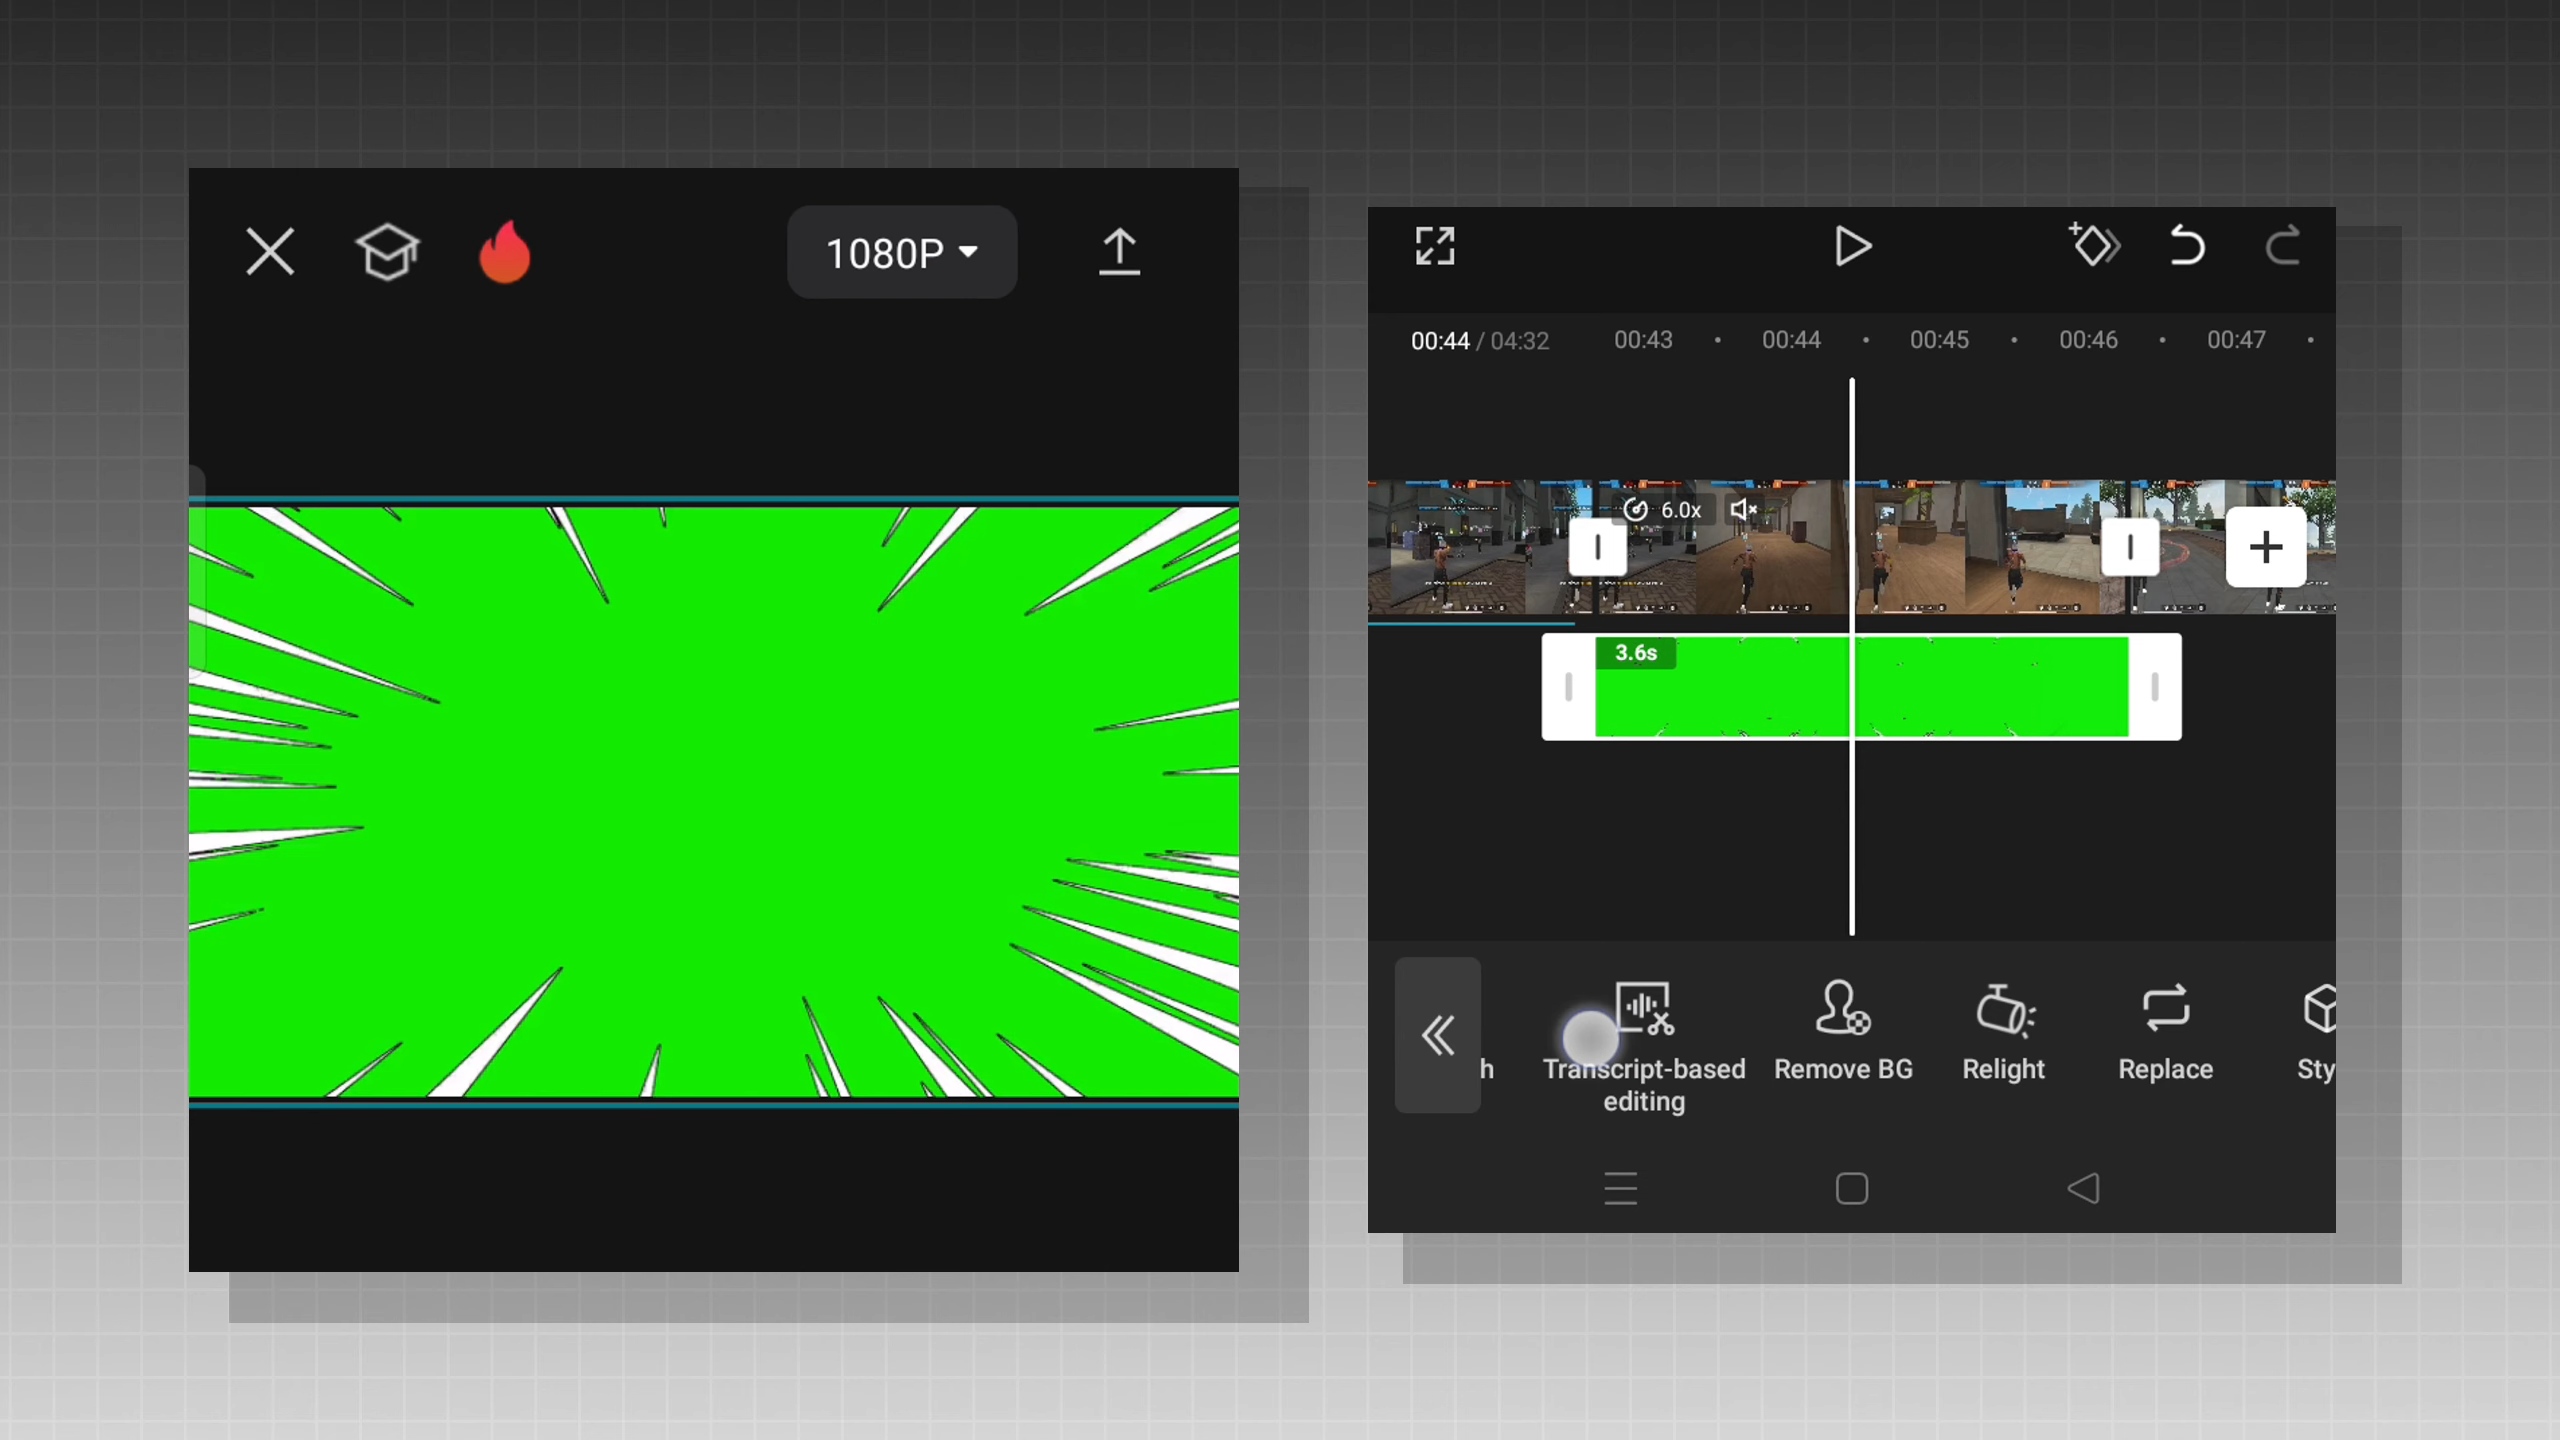 1080P
00:44 / 04:32 00:43 00:44 00:45 00:46 00:47
6.0x
3.6s
h
Transcript-based
editing
Remove BG
Relight
Replace
Sty